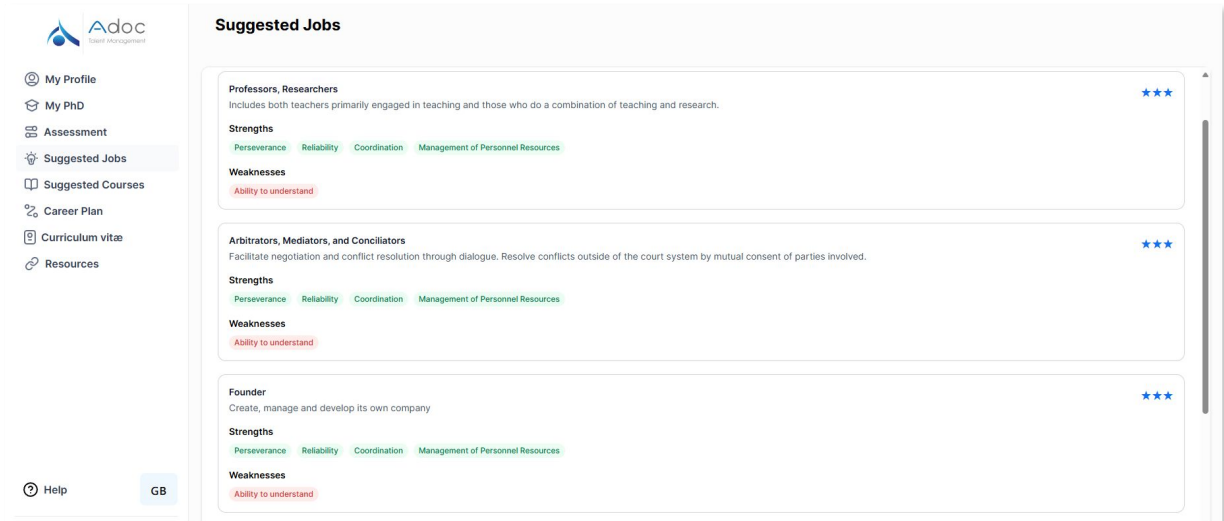 Adoc
Talent Management
My Profile
My PhD
Assessment
Suggested Jobs
Suggested Courses
Career Plan
Curriculum vitæ
Resources
Help
GB
Suggested Jobs
Professors, Researchers
Includes both teachers primarily engaged in teaching and those who do a combination of teaching and research.
Strengths
Perseverance Reliability Coordination Management of Personnel Resources
Weaknesses
Ability to understand
Arbitrators, Mediators, and Conciliators
Facilitate negotiation and conflict resolution through dialogue. Resolve conflicts outside of the court system by mutual consent of parties involved.
Strengths
Perseverance Reliability Coordination Management of Personnel Resources
Weaknesses
Ability to understand
Founder
Create, manage and develop its own company
Strengths
Perseverance Reliability Coordination Management of Personnel Resources
Weaknesses
Ability to understand